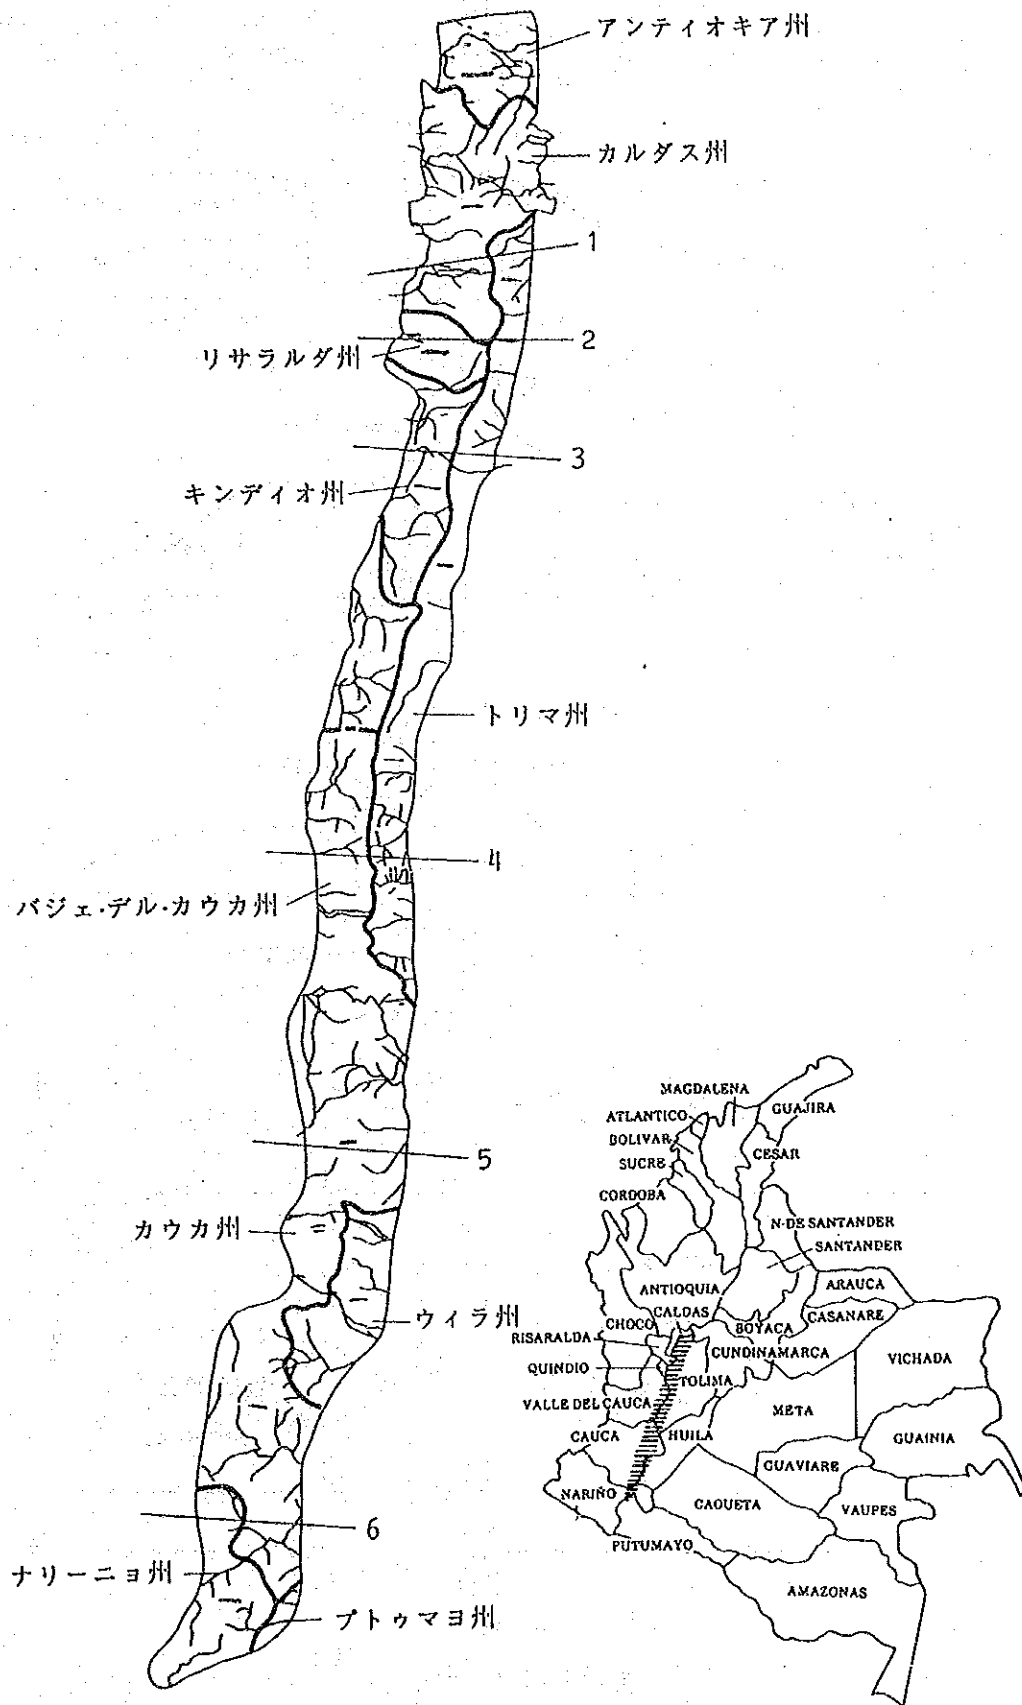 アンティオキア州
カルダス州
1
2
リサラルダ州
3
キンディオ州
トリマ州
4
バジェ・デル・カウカ州
5
カウカ州
ウィラ州
6
ナリーニョ州
プトゥマヨ州
MAGDALENA
ATLANTICO
GUAJIRA
BOLIVAR
CESAR
SUCRE
CORDOBA
N·DE SANTANDER
SANTANDER
ANTIOQUIA
ARAUCA
CALDAS
CASANARE
CHOCO
BOYACA
RISARALDA
CUNDINAMARCA
VICHADA
QUINDIO
TOLIMA
VALLE DEL CAUCA
META
CAUCA
HUILA
GUAINIA
GUAVIARE
NARIÑO
CAQUETA
VAUPES
PUTUMAYO
AMAZONAS